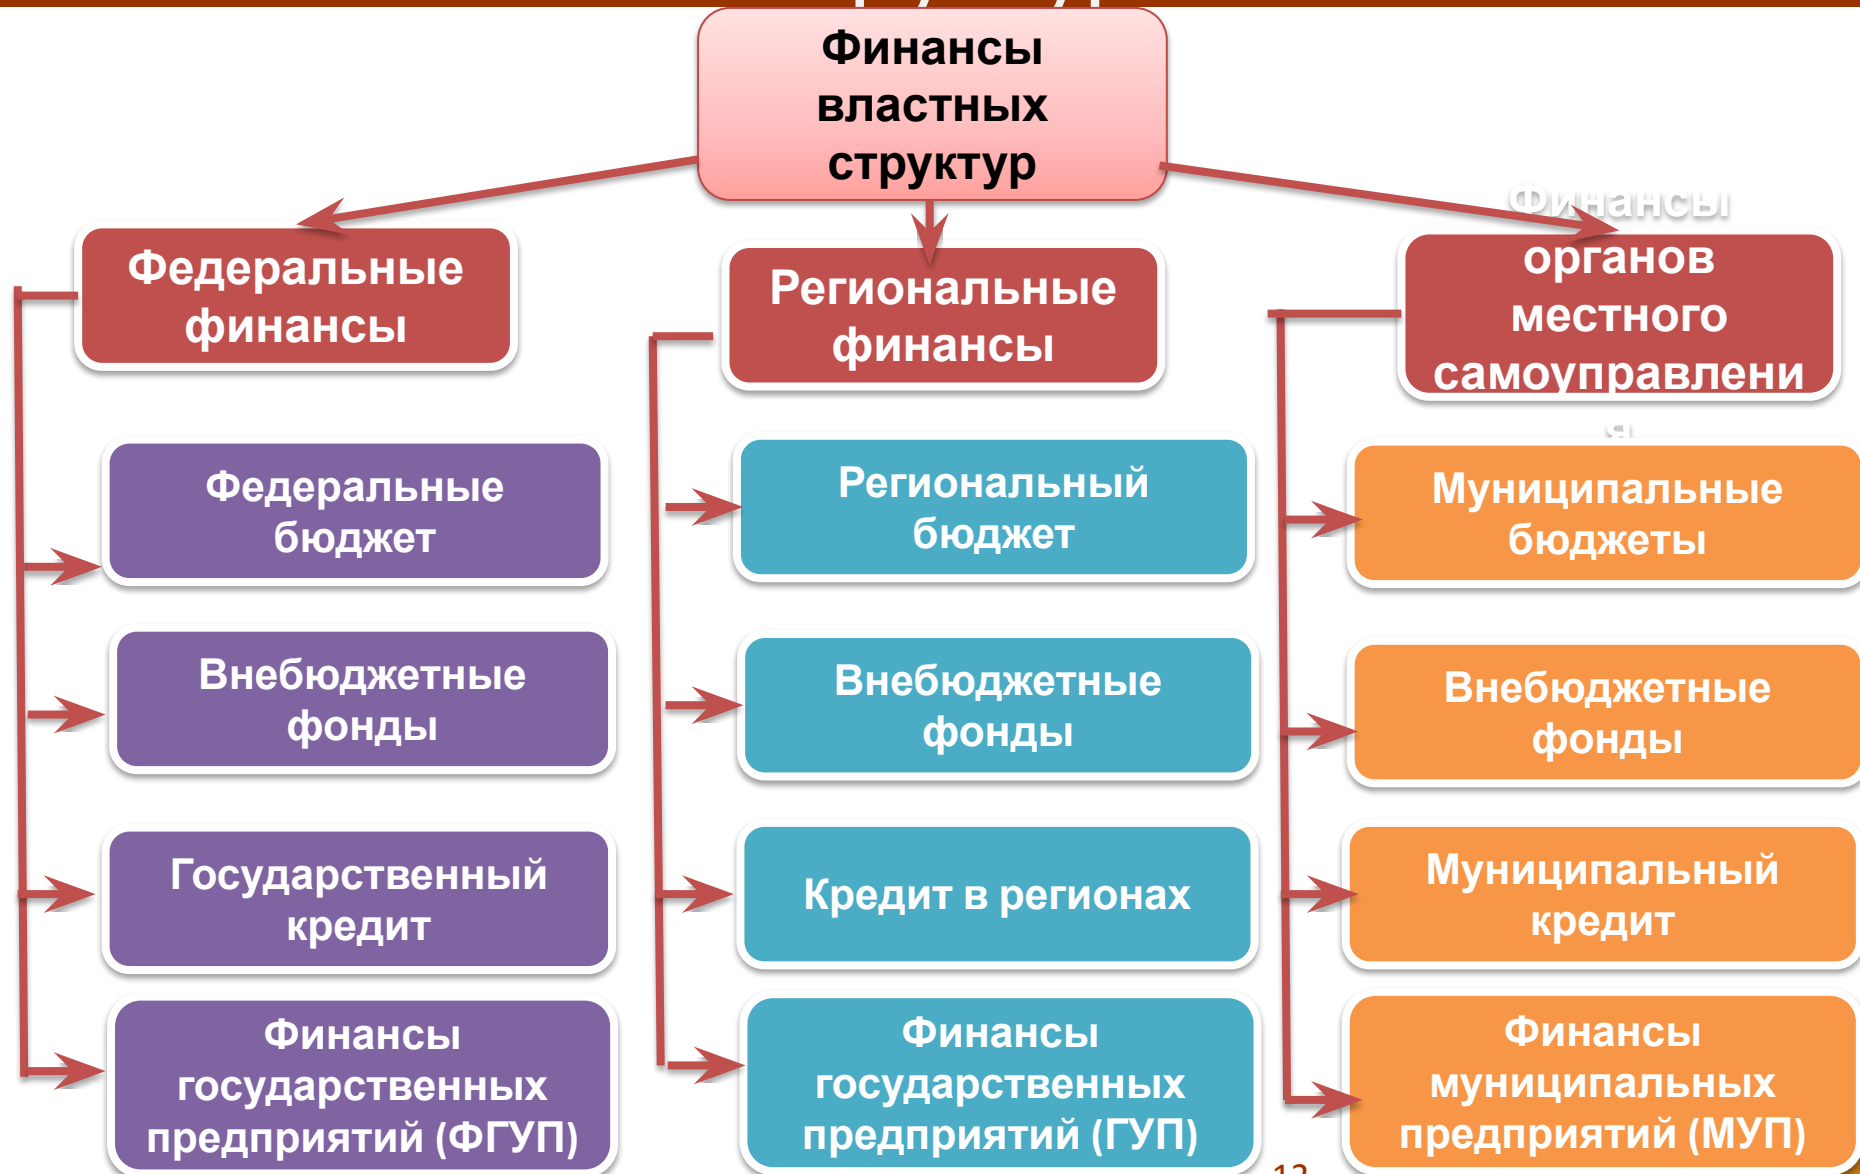 Финансы
властных
структур
Федеральные
финансы
Региональные
финансы
Финансы
органов
местного
самоуправлени
я
Федеральные
бюджет
Региональный
бюджет
Муниципальные
бюджеты
Внебюджетные
фонды
Внебюджетные
фонды
Внебюджетные
фонды
Государственный
кредит
Кредит в регионах
Муниципальный
кредит
Финансы
государственных
предприятий (ФГУП)
Финансы
государственных
предприятий (ГУП)
Финансы
муниципальных
предприятий (МУП)